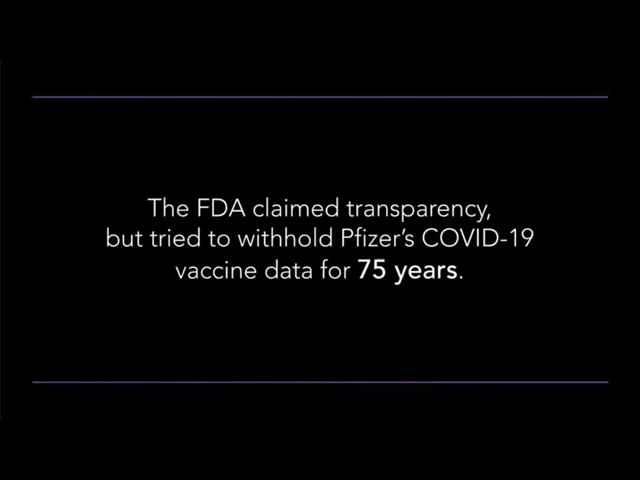 The FDA claimed transparency,
but tried to withhold Pfizer's COVID-19
vaccine data for 75 years.